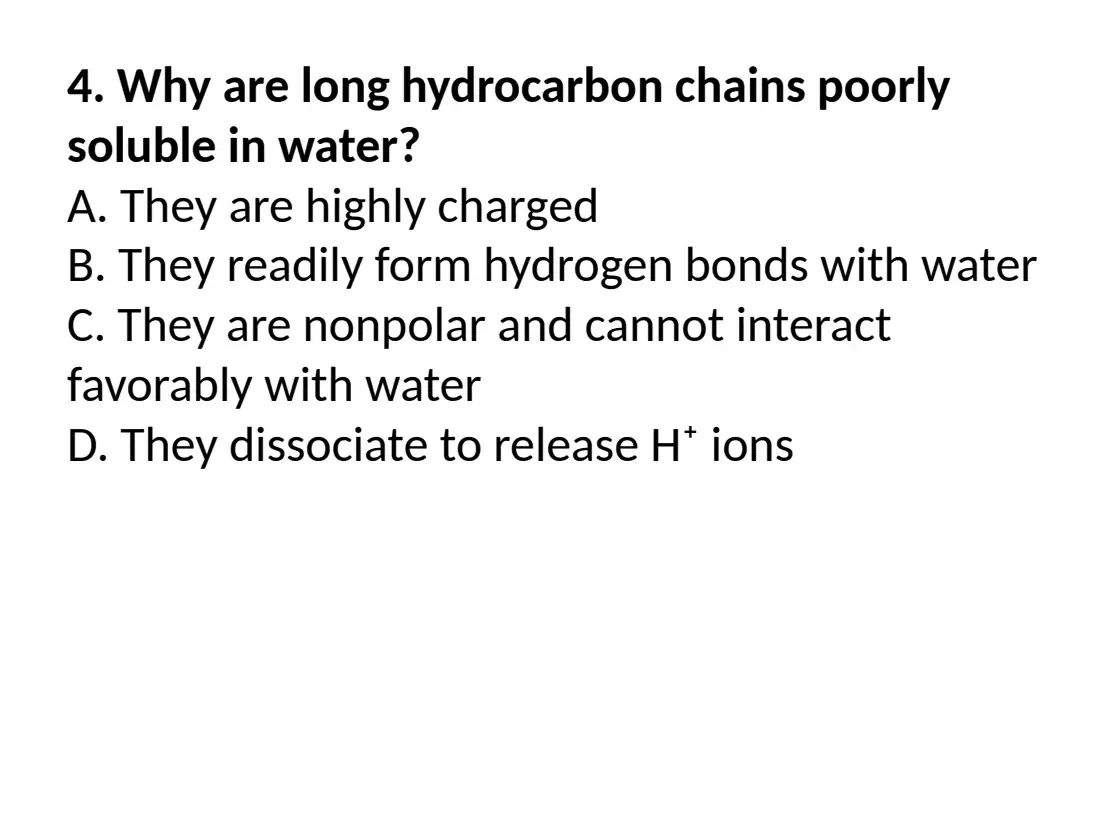 4. Why are long hydrocarbon chains poorly
soluble in water?
A. They are highly charged
B. They readily form hydrogen bonds with water
C. They are nonpolar and cannot interact
favorably with water
D. They dissociate to release H⁺ ions